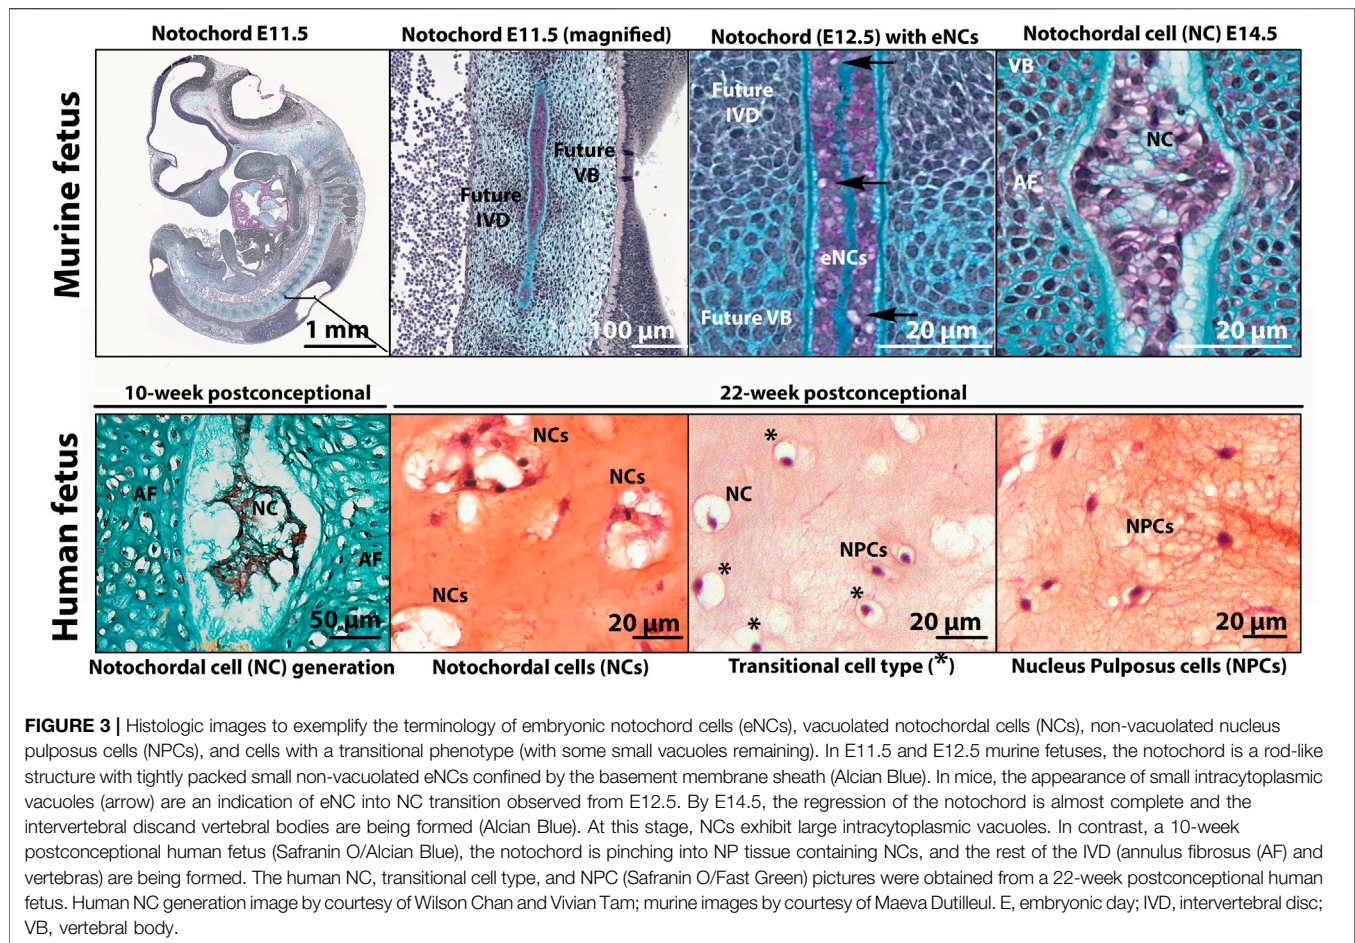 Notochord E11.5
Notochord E11.5 (magnified)
Notochord (E12.5) with eNCs
Notochordal cell (NC) E14.5
Murine fetus
1 mm
Future VB
Future IVD
100 µm
Future IVD
eNCs
Future VB
20 µm
VB
NC
AF
20 µm
10-week postconceptional
22-week postconceptional
Human fetus
AF
NC
AF
50 µm
NCs
NCs
NCs
20 µm
*
NC
NPCs
*
*
*
20 µm
NPCs
20 µm
Notochordal cell (NC) generation
Notochordal cells (NCs)
Transitional cell type (*)
Nucleus Pulposus cells (NPCs)
FIGURE 3 | Histologic images to exemplify the terminology of embryonic notochord cells (eNCs), vacuolated notochordal cells (NCs), non-vacuolated nucleus
pulposus cells (NPCs), and cells with a transitional phenotype (with some small vacuoles remaining). In E11.5 and E12.5 murine fetuses, the notochord is a rod-like
structure with tightly packed small non-vacuolated eNCs confined by the basement membrane sheath (Alcian Blue). In mice, the appearance of small intracytoplasmic
vacuoles (arrow) are an indication of eNC into NC transition observed from E12.5. By E14.5, the regression of the notochord is almost complete and the
intervertebral discand vertebral bodies are being formed (Alcian Blue). At this stage, NCs exhibit large intracytoplasmic vacuoles. In contrast, a 10-week
postconceptional human fetus (Safranin O/Alcian Blue), the notochord is pinching into NP tissue containing NCs, and the rest of the IVD (annulus fibrosus (AF) and
vertebras) are being formed. The human NC, transitional cell type, and NPC (Safranin O/Fast Green) pictures were obtained from a 22-week postconceptional human
fetus. Human NC generation image by courtesy of Wilson Chan and Vivian Tam; murine images by courtesy of Maeva Dutilleul. E, embryonic day; IVD, intervertebral disc;
VB, vertebral body.